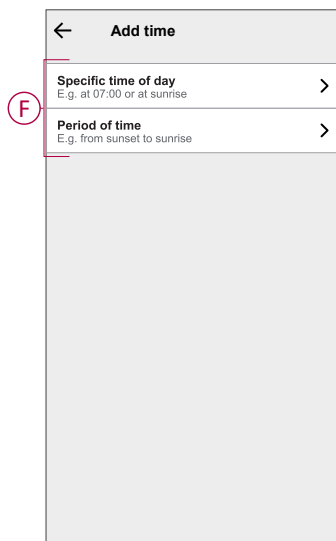 Add time
Specific time of day
E.g. at 07:00 or at sunrise
F
Period of time
E.g. from sunset to sunrise